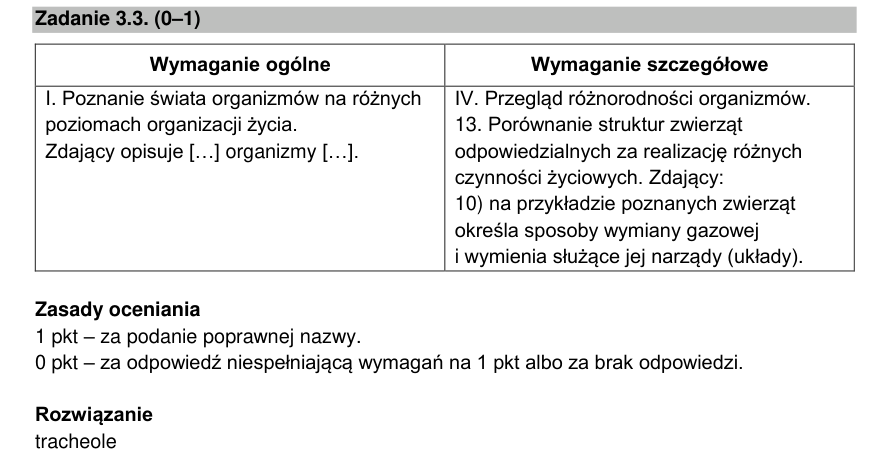 Zadanie 3.3. (0–1)
Wymaganie ogólne
Wymaganie szczegółowe
I. Poznanie świata organizmów na różnych
poziomach organizacji życia.
Zdający opisuje […] organizmy […].
IV. Przegląd różnorodności organizmów.
13. Porównanie struktur zwierząt
odpowiedzialnych za realizację różnych
czynności życiowych. Zdający:
10) na przykładzie poznanych zwierząt
określa sposoby wymiany gazowej
i wymienia służące jej narządy (układy).
Zasady oceniania
1 pkt – za podanie poprawnej nazwy.
0 pkt – za odpowiedź niespełniającą wymagań na 1 pkt albo za brak odpowiedzi.
Rozwiązanie
tracheole